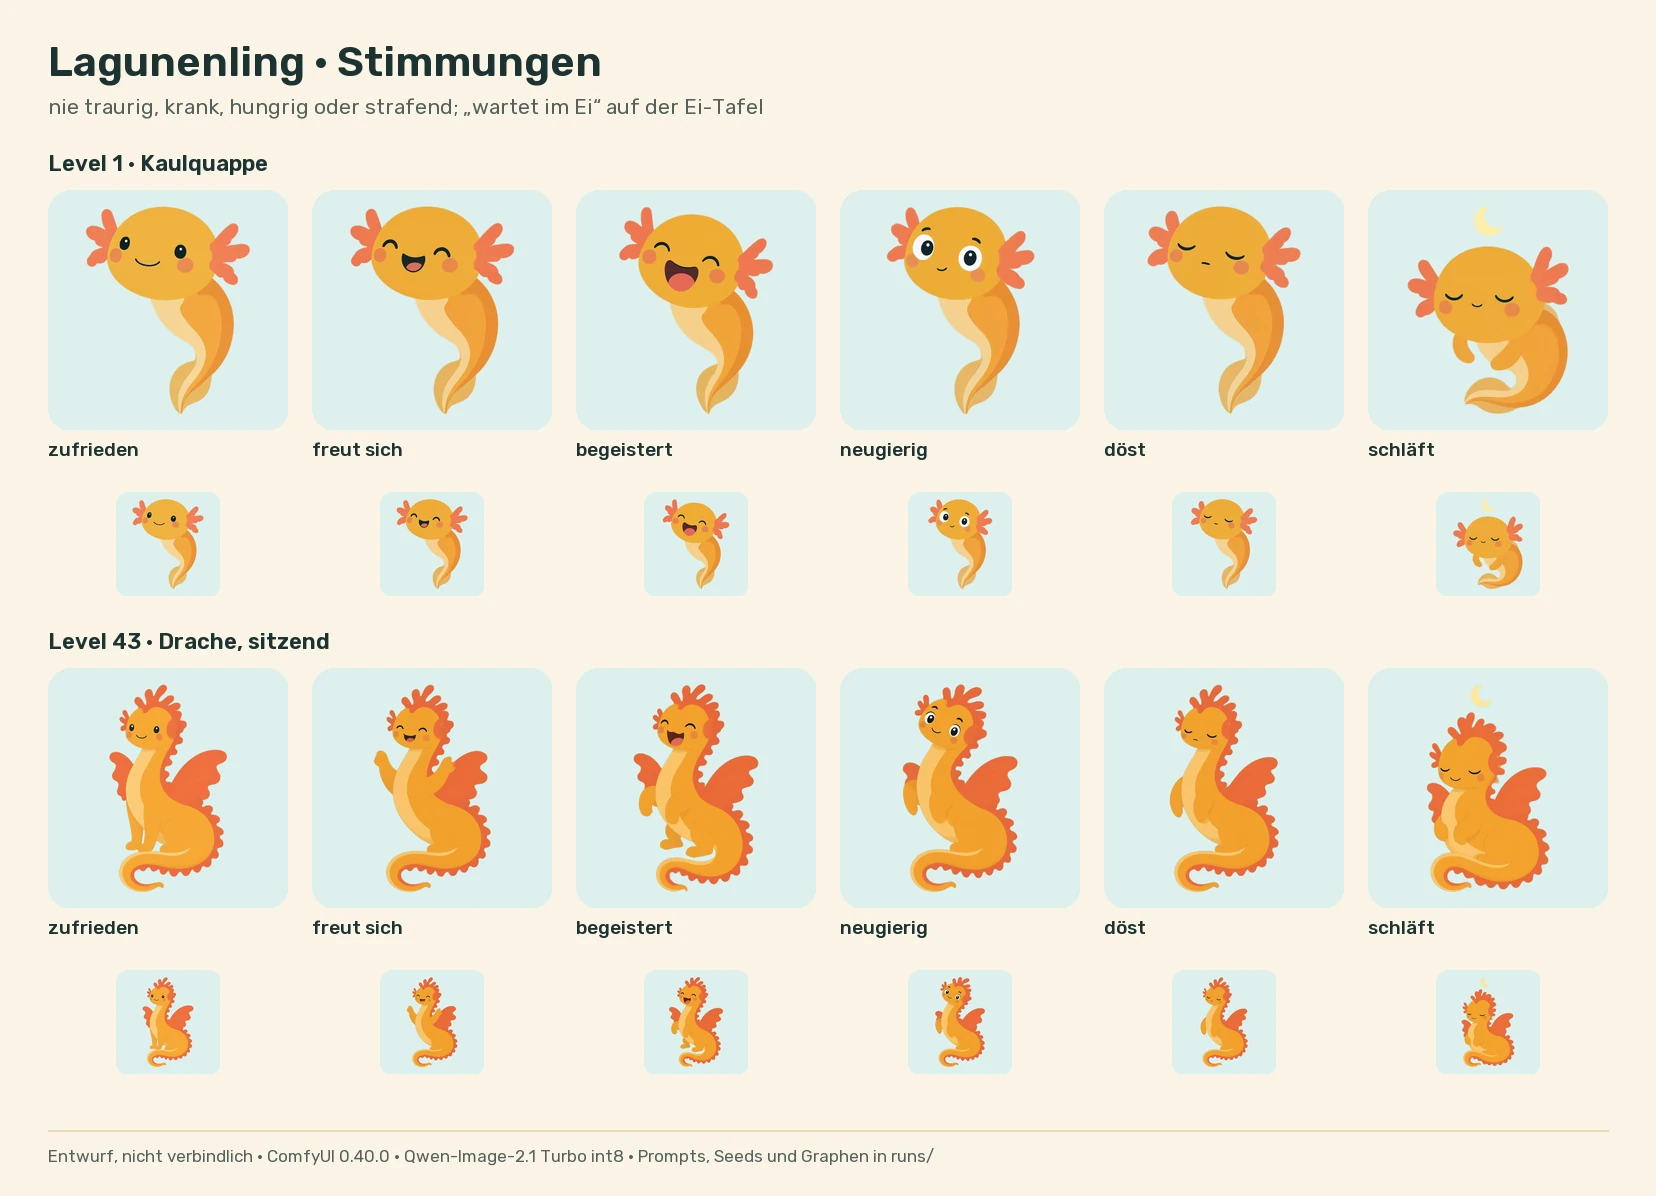 Lagunenling • Stimmungen
nie traurig, krank, hungrig oder strafend; „wartet im Ei“ auf der Ei-Tafel
Level 1 • Kaulquappe
zufrieden
freut sich
begeistert
neugierig
döst
schläft
Level 43 • Drache, sitzend
zufrieden
freut sich
begeistert
neugierig
döst
schläft
Entwurf, nicht verbindlich • ComfyUI 0.40.0 • Qwen-Image-2.1 Turbo int8 • Prompts, Seeds und Graphen in runs/